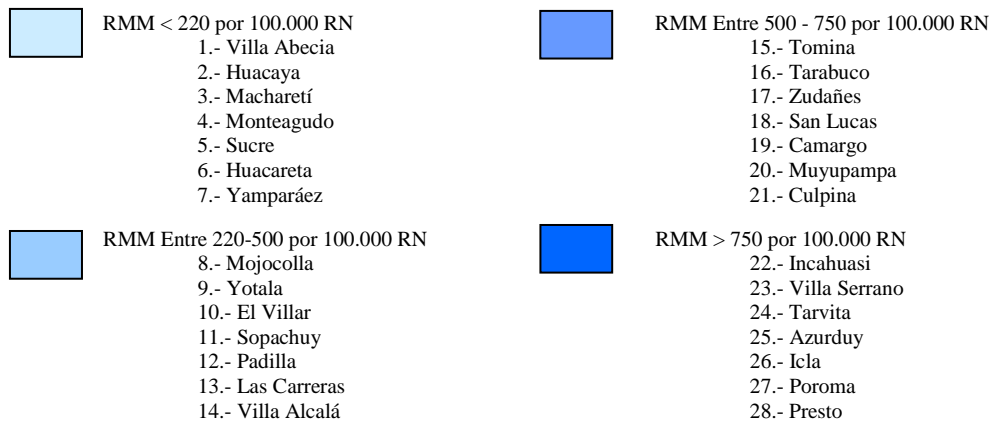 RMM < 220 por 100.000 RN
1.- Villa Abecia
2.- Huacaya
3.- Macharetí
4.- Monteagudo
5.- Sucre
6.- Huacareta
7.- Yamparáez
RMM Entre 220-500 por 100.000 RN
8.- Mojocolla
9.- Yotala
10.- El Villar
11.- Sopachuy
12.- Padilla
13.- Las Carreras
14.- Villa Alcalá
RMM Entre 500 - 750 por 100.000 RN
15.- Tomina
16.- Tarabuco
17.- Zudañes
18.- San Lucas
19.- Camargo
20.- Muyupampa
21.- Culpina
RMM > 750 por 100.000 RN
22.- Incahuasi
23.- Villa Serrano
24.- Tarvita
25.- Azurduy
26.- Icla
27.- Poroma
28.- Presto